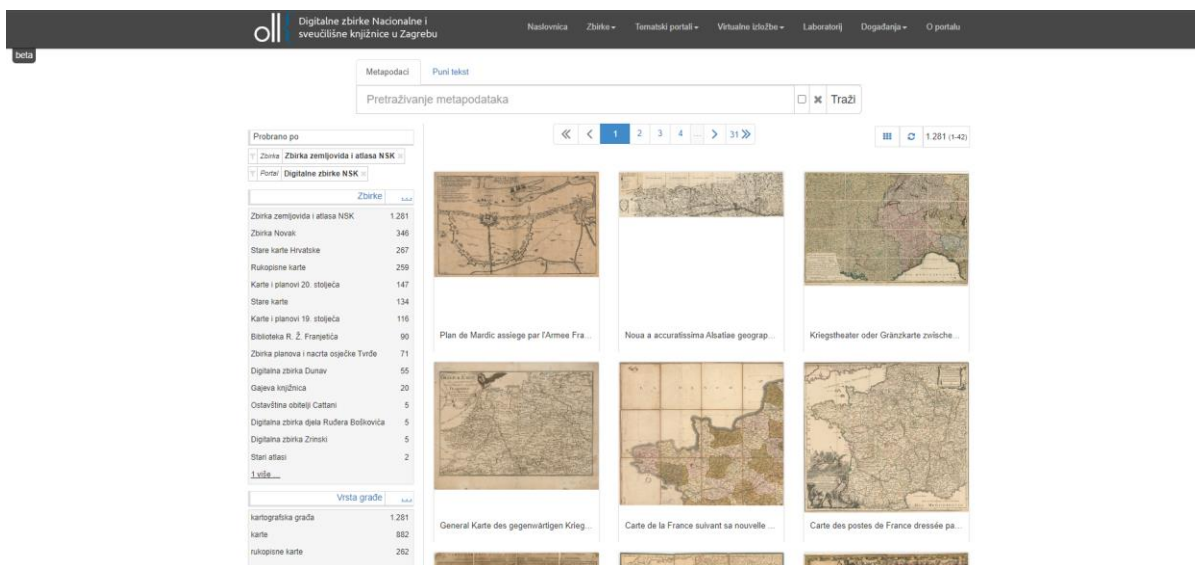 Digitalne zbirke Nacionalne i
sveučilišne knjižnice u Zagrebu
Naslovnica Zbirke Tematski portali Virtualne izložbe Laboratorij Događanja O portalu
beta
Metapodaci Puni tekst
Pretraživanje metapodataka Traži
Probrano po
Zbirke Zbirka zemljovida i atlasa NSK
Portal Digitalne zbirke NSK
1 2 3 4 ... 31
1.281 (1-42)
Zbirke ...
Zbirka zemljovida i atlasa NSK 1.281
Zbirka Novak 346
Stare karte Hrvatske 267
Rukopisne karte 259
Karte i planovi 20. stoljeća 147
Stare karte 134
Karte i planovi 19. stoljeća 116
Biblioteka R. Ž. Franjetića 90
Zbirka planova i nacrta osječke Tvrđe 71
Digitalna zbirka Dunav 55
Gajeva knjižnica 20
Ostavština obitelji Cattani 5
Digitalna zbirka djela Ruđera Boškovića 5
Digitalna zbirka Zrinski 5
Stari atlasi 2
1 više ...
Vrsta građe ...
kartografska građa 1.281
karte 882
rukopisne karte 262
Plan de Mardic assiege par l'Armee Fra...
Noua a accuratissima Alsatiae geograp...
Kriegstheater oder Gränzkarte zwische...
General Karte des gegenwärtigen Krieg...
Carte de la France suivant sa nouvelle ...
Carte des postes de France dressée pa...